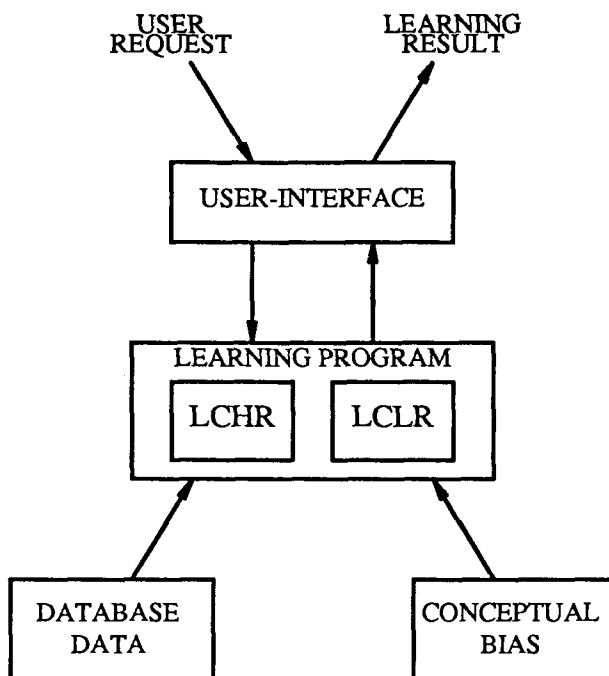 USER
REQUEST
LEARNING
RESULT
USER-INTERFACE
LEARNING PROGRAM
LCHR
LCLR
DATABASE
DATA
CONCEPTUAL
BIAS